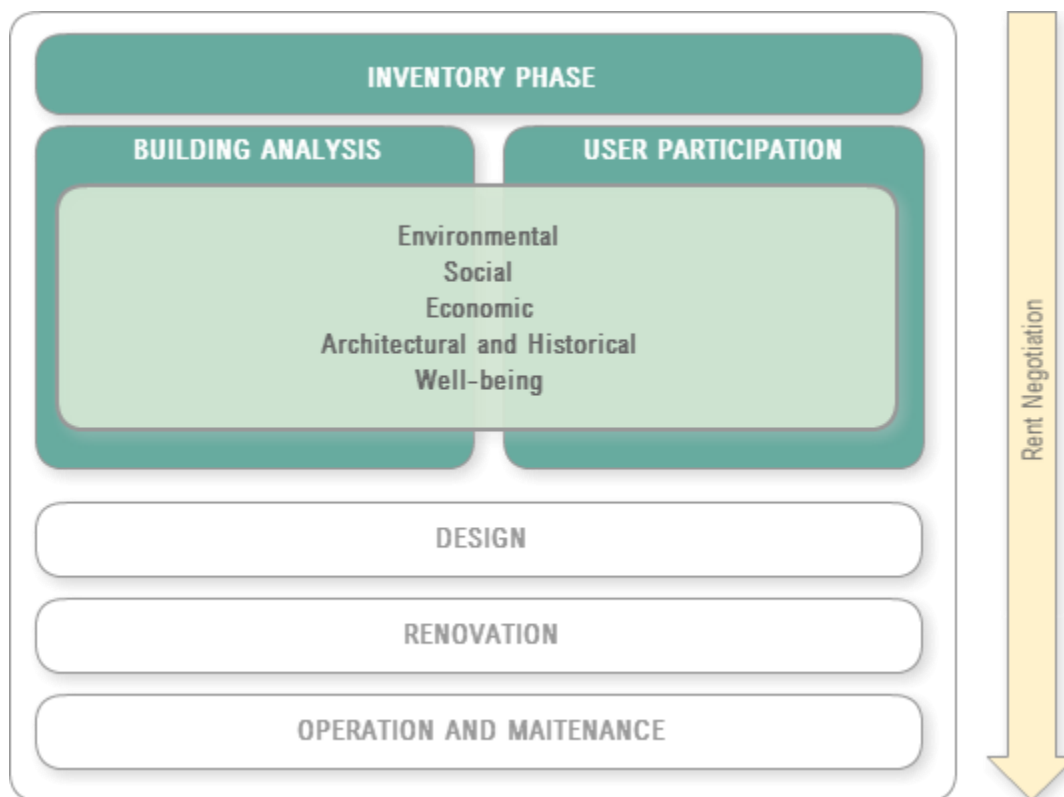 INVENTORY PHASE
BUILDING ANALYSIS
USER PARTICIPATION
Environmental
Social
Economic
Architectural and Historical
Well-being
DESIGN
RENOVATION
OPERATION AND MAITENANCE
Rent Negotiation